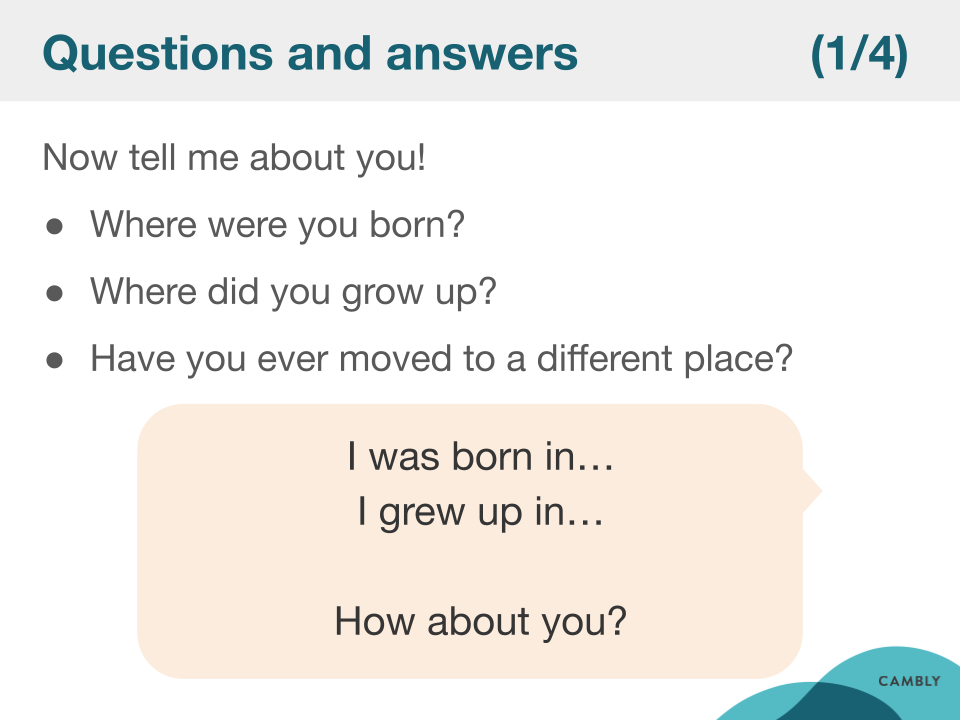 Questions and answers (1/4)
Now tell me about you!
● Where were you born?
● Where did you grow up?
● Have you ever moved to a different place?
I was born in…
I grew up in…
How about you?
CAMBLY